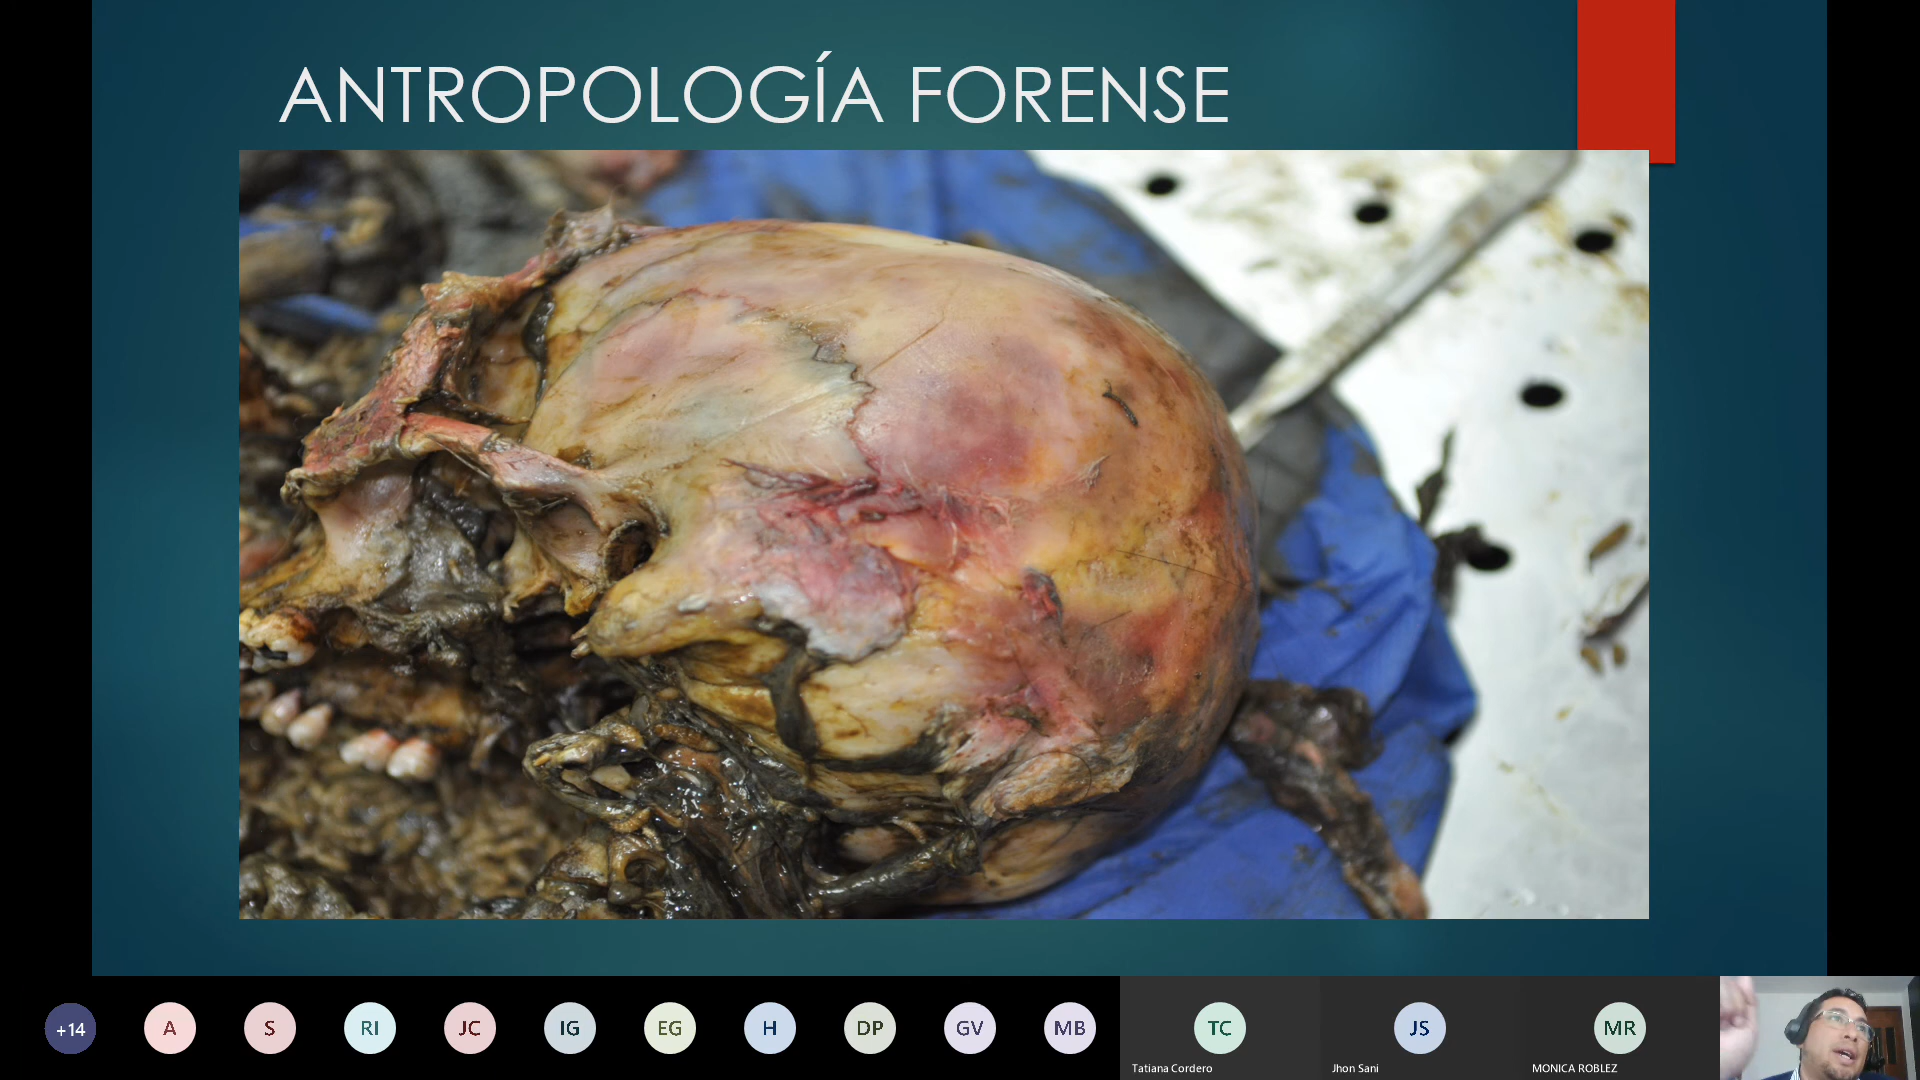 ANTROPOLOGÍA FORENSE
+14
A
S
RI
JC
IG
EG
H
DP
GV
MB
TC
JS
MR
Tatiana Cordero
Jhon Sani
MONICA ROBLEZ